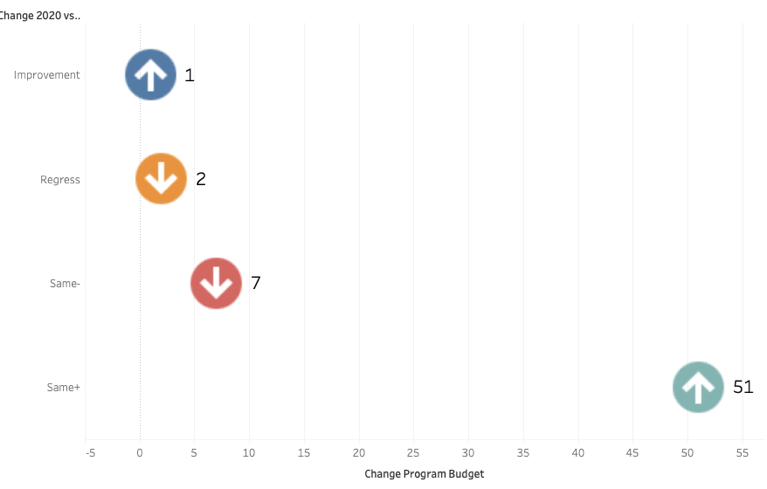 Change 2020 vs..
Improvement
1
Regress
2
Same-
7
Same+
51
-5 0 5 10 15 20 25 30 35 40 45 50 55
Change Program Budget